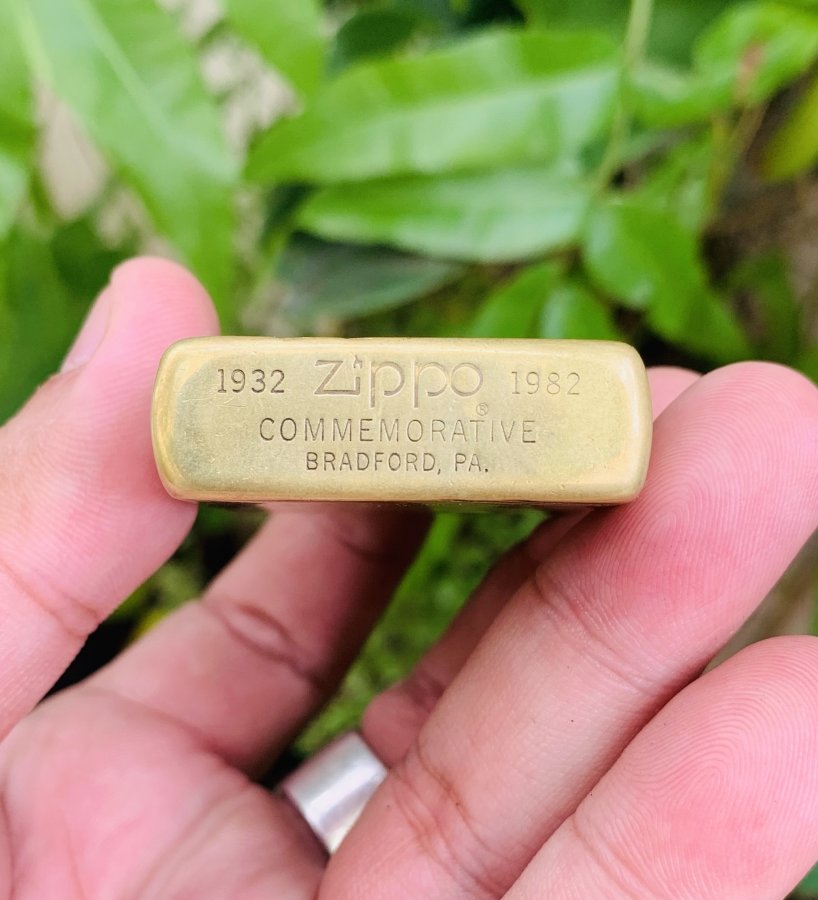 1932 Zippo 1982
®
COMMEMORATIVE
BRADFORD, PA.